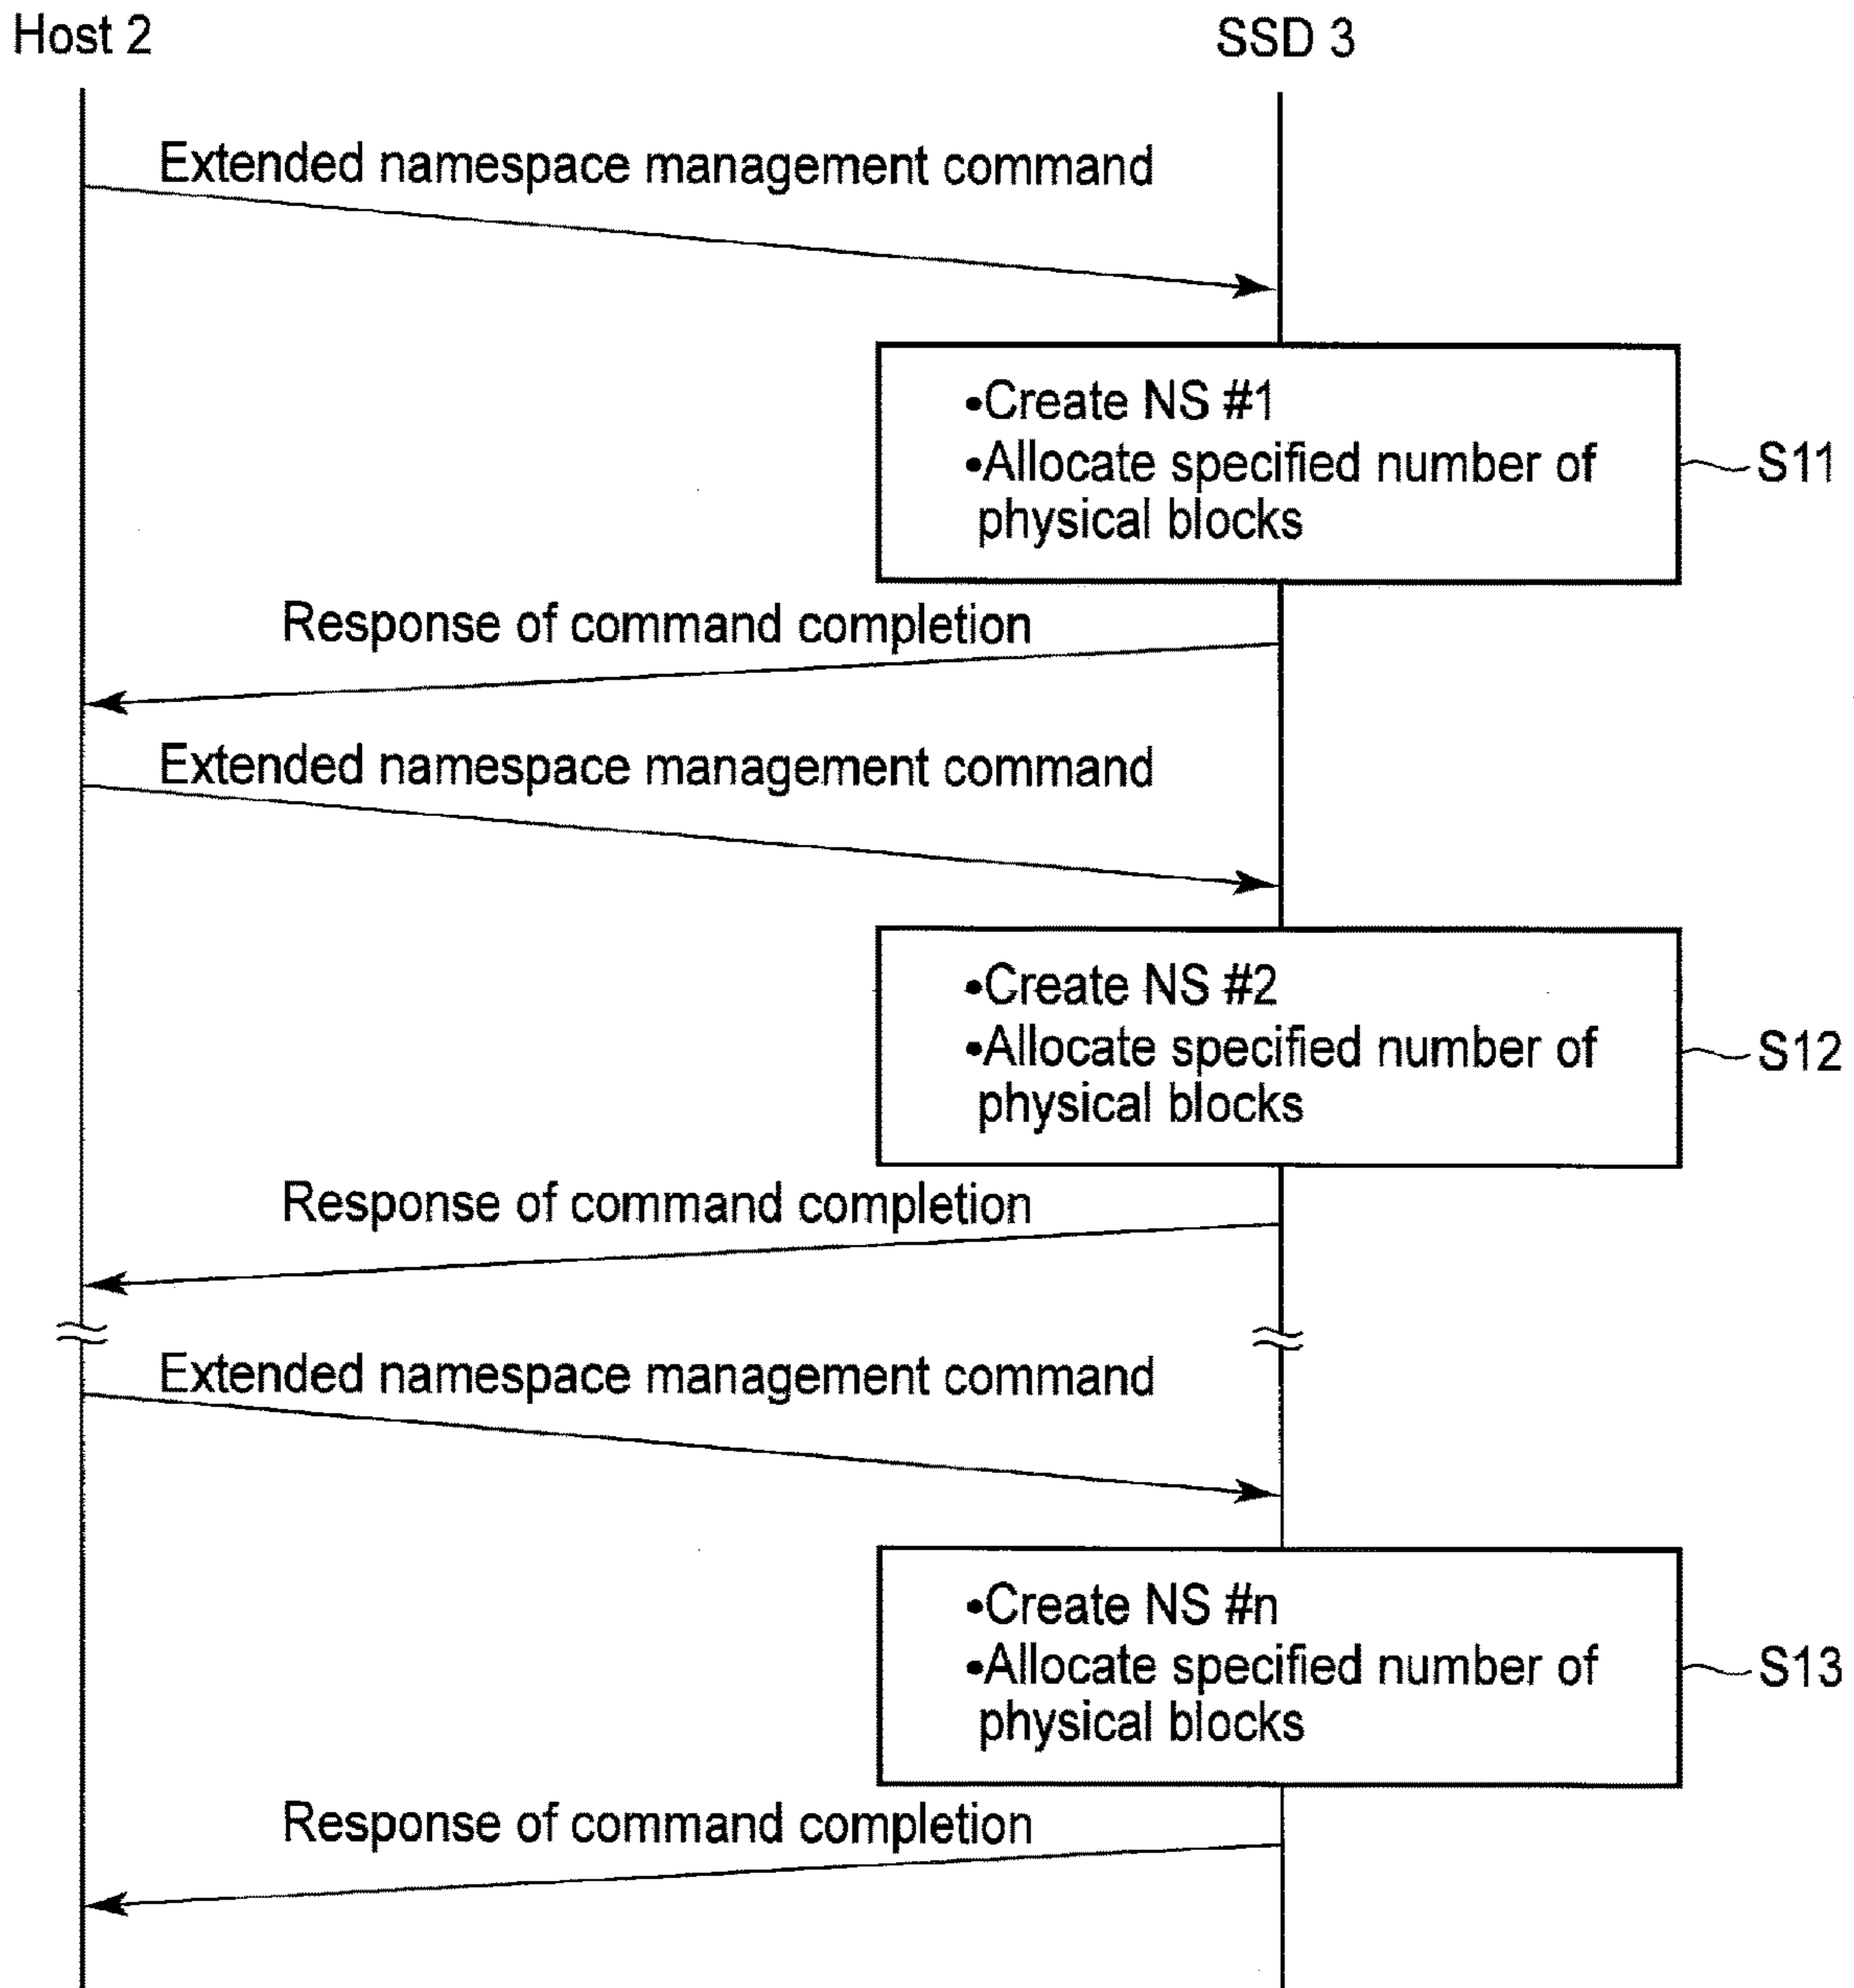 Host 2
SSD 3
Extended namespace management command
•Create NS #1
•Allocate specified number of
physical blocks
S11
Response of command completion
Extended namespace management command
•Create NS #2
•Allocate specified number of
physical blocks
S12
Response of command completion
Extended namespace management command
•Create NS #n
•Allocate specified number of
physical blocks
S13
Response of command completion